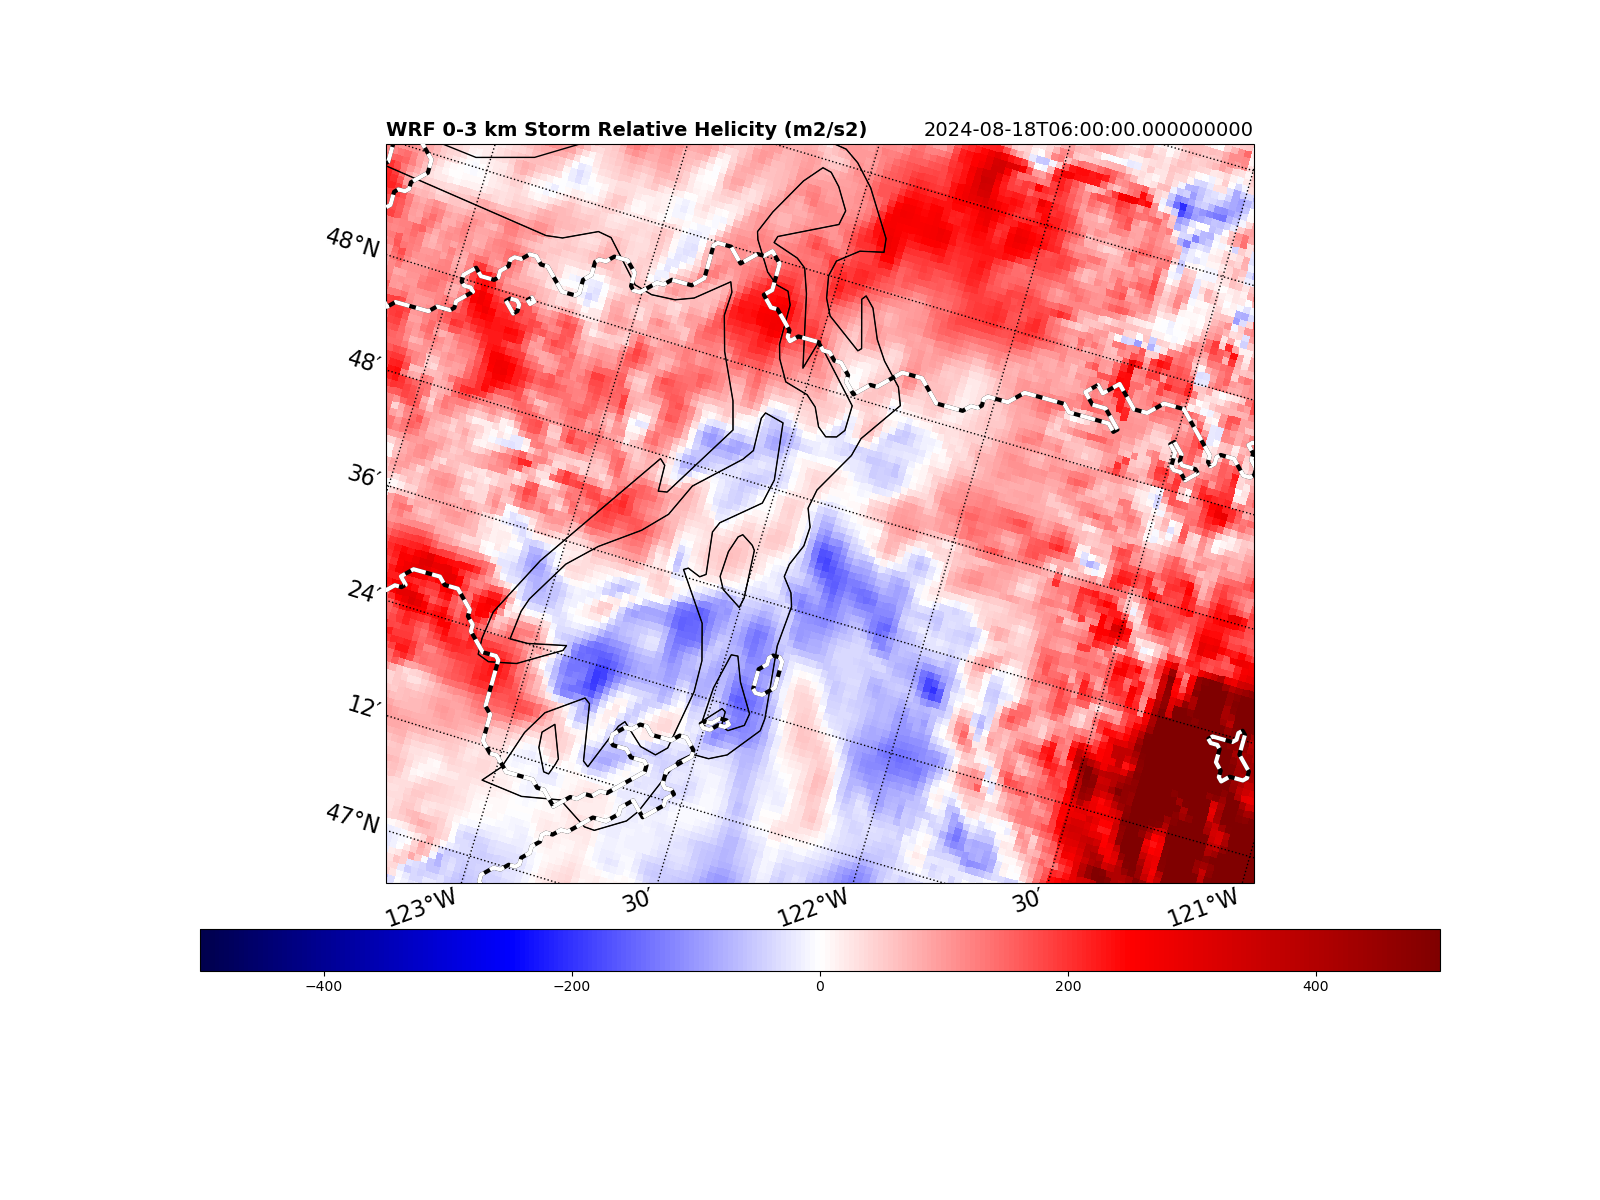 WRF 0-3 km Storm Relative Helicity (m2/s2) 2024-08-18T06:00:00.000000000
48°N
48′
36′
24′
12′
47°N
123°W 30′ 122°W 30′ 121°W
−400 −200 0 200 400